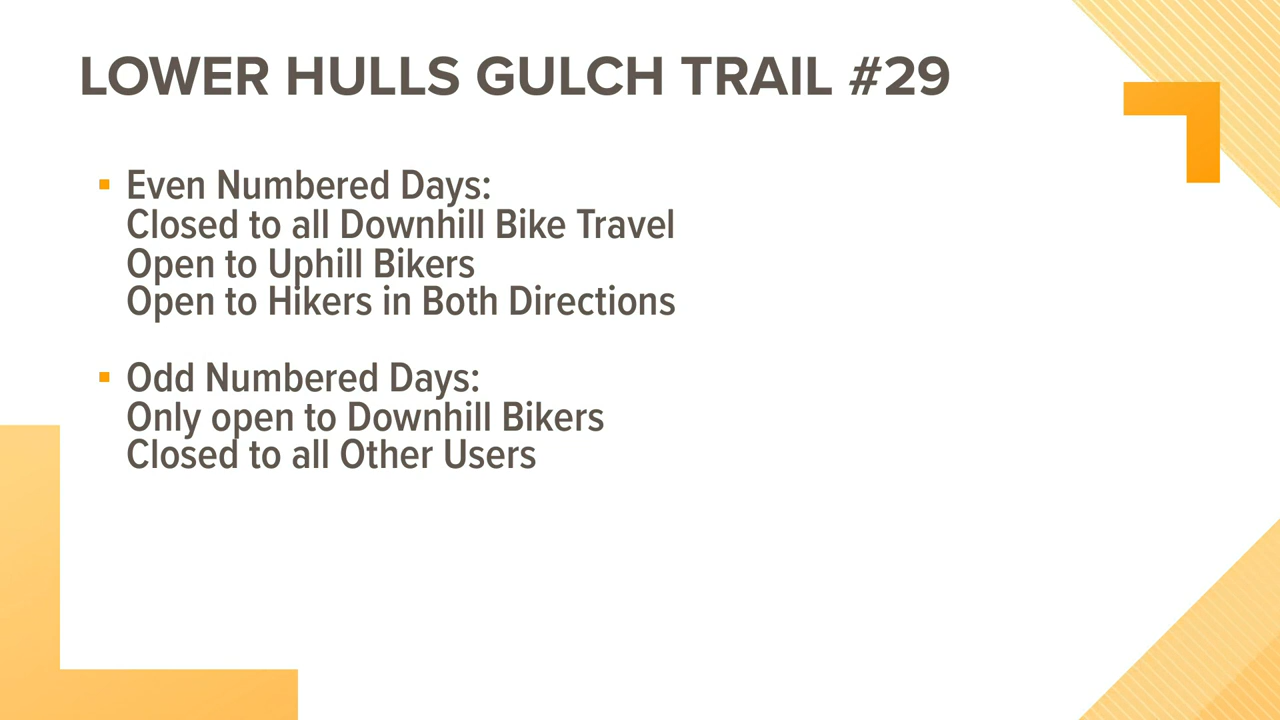 LOWER HULLS GULCH TRAIL #29
▪ Even Numbered Days:
Closed to all Downhill Bike Travel
Open to Uphill Bikers
Open to Hikers in Both Directions
▪ Odd Numbered Days:
Only open to Downhill Bikers
Closed to all Other Users